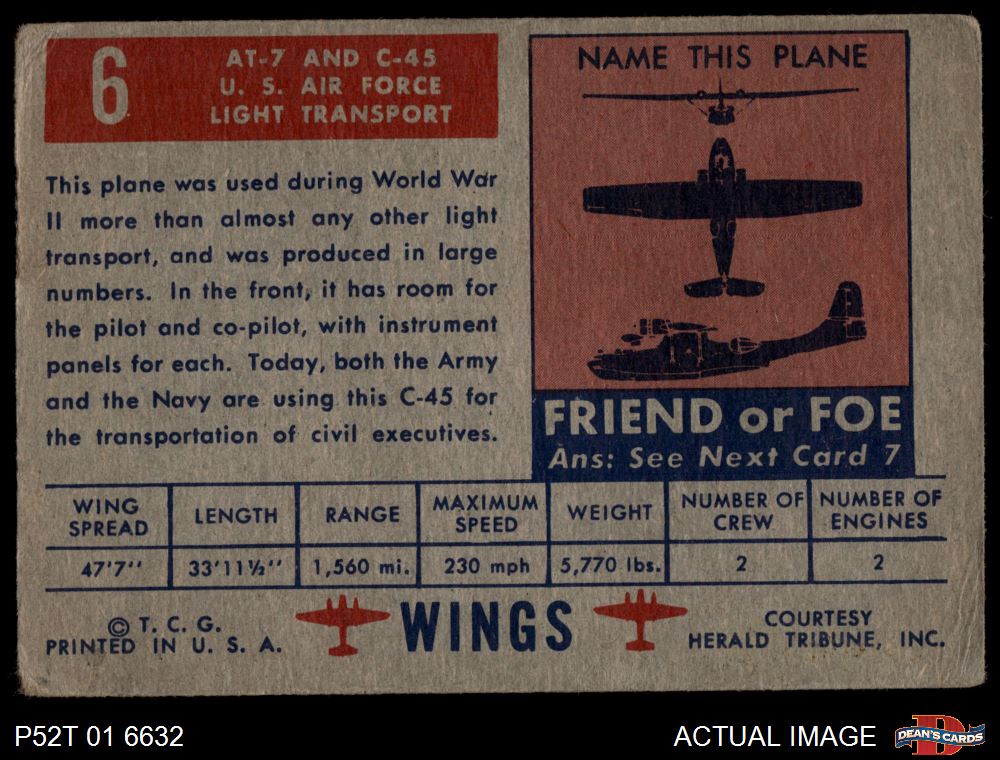 6
AT-7 AND C-45
U. S. AIR FORCE
LIGHT TRANSPORT
This plane was used during World War
II more than almost any other light
transport, and was produced in large
numbers. In the front, it has room for
the pilot and co-pilot, with instrument
panels for each. Today, both the Army
and the Navy are using this C-45 for
the transportation of civil executives.
NAME THIS PLANE
FRIEND or FOE
Ans: See Next Card 7
WING SPREAD LENGTH RANGE MAXIMUM SPEED WEIGHT NUMBER OF CREW NUMBER OF ENGINES
47'7'' 33'11½'' 1,560 mi. 230 mph 5,770 lbs. 2 2
© T. C. G.
PRINTED IN U. S. A.
WINGS
COURTESY
HERALD TRIBUNE, INC.
P52T 01 6632
ACTUAL IMAGE
D
DEAN'S CARDS